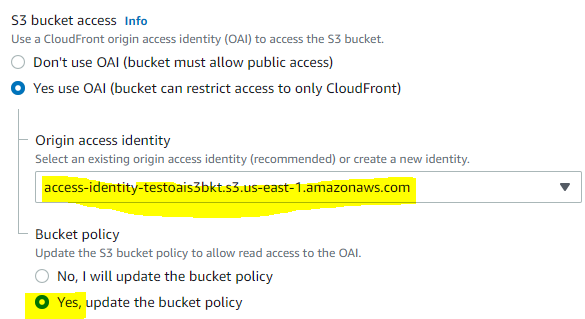 S3 bucket access Info
Use a CloudFront origin access identity (OAI) to access the S3 bucket.
Don't use OAI (bucket must allow public access)
Yes use OAI (bucket can restrict access to only CloudFront)
Origin access identity
Select an existing origin access identity (recommended) or create a new identity.
access-identity-testoais3bkt.s3.us-east-1.amazonaws.com
Bucket policy
Update the S3 bucket policy to allow read access to the OAI.
No, I will update the bucket policy
Yes, update the bucket policy